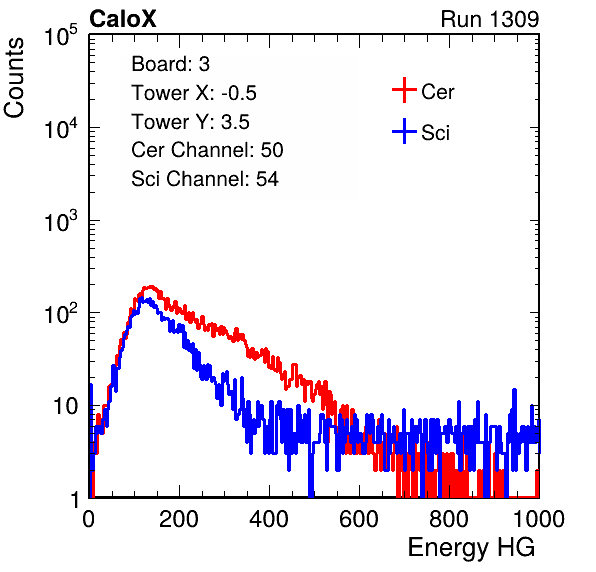 CaloX Run 1309
Counts
10^5
10^4
10^3
10^2
10
1
Board: 3
Tower X: -0.5
Tower Y: 3.5
Cer Channel: 50
Sci Channel: 54
Cer
Sci
0 200 400 600 800 1000
Energy HG